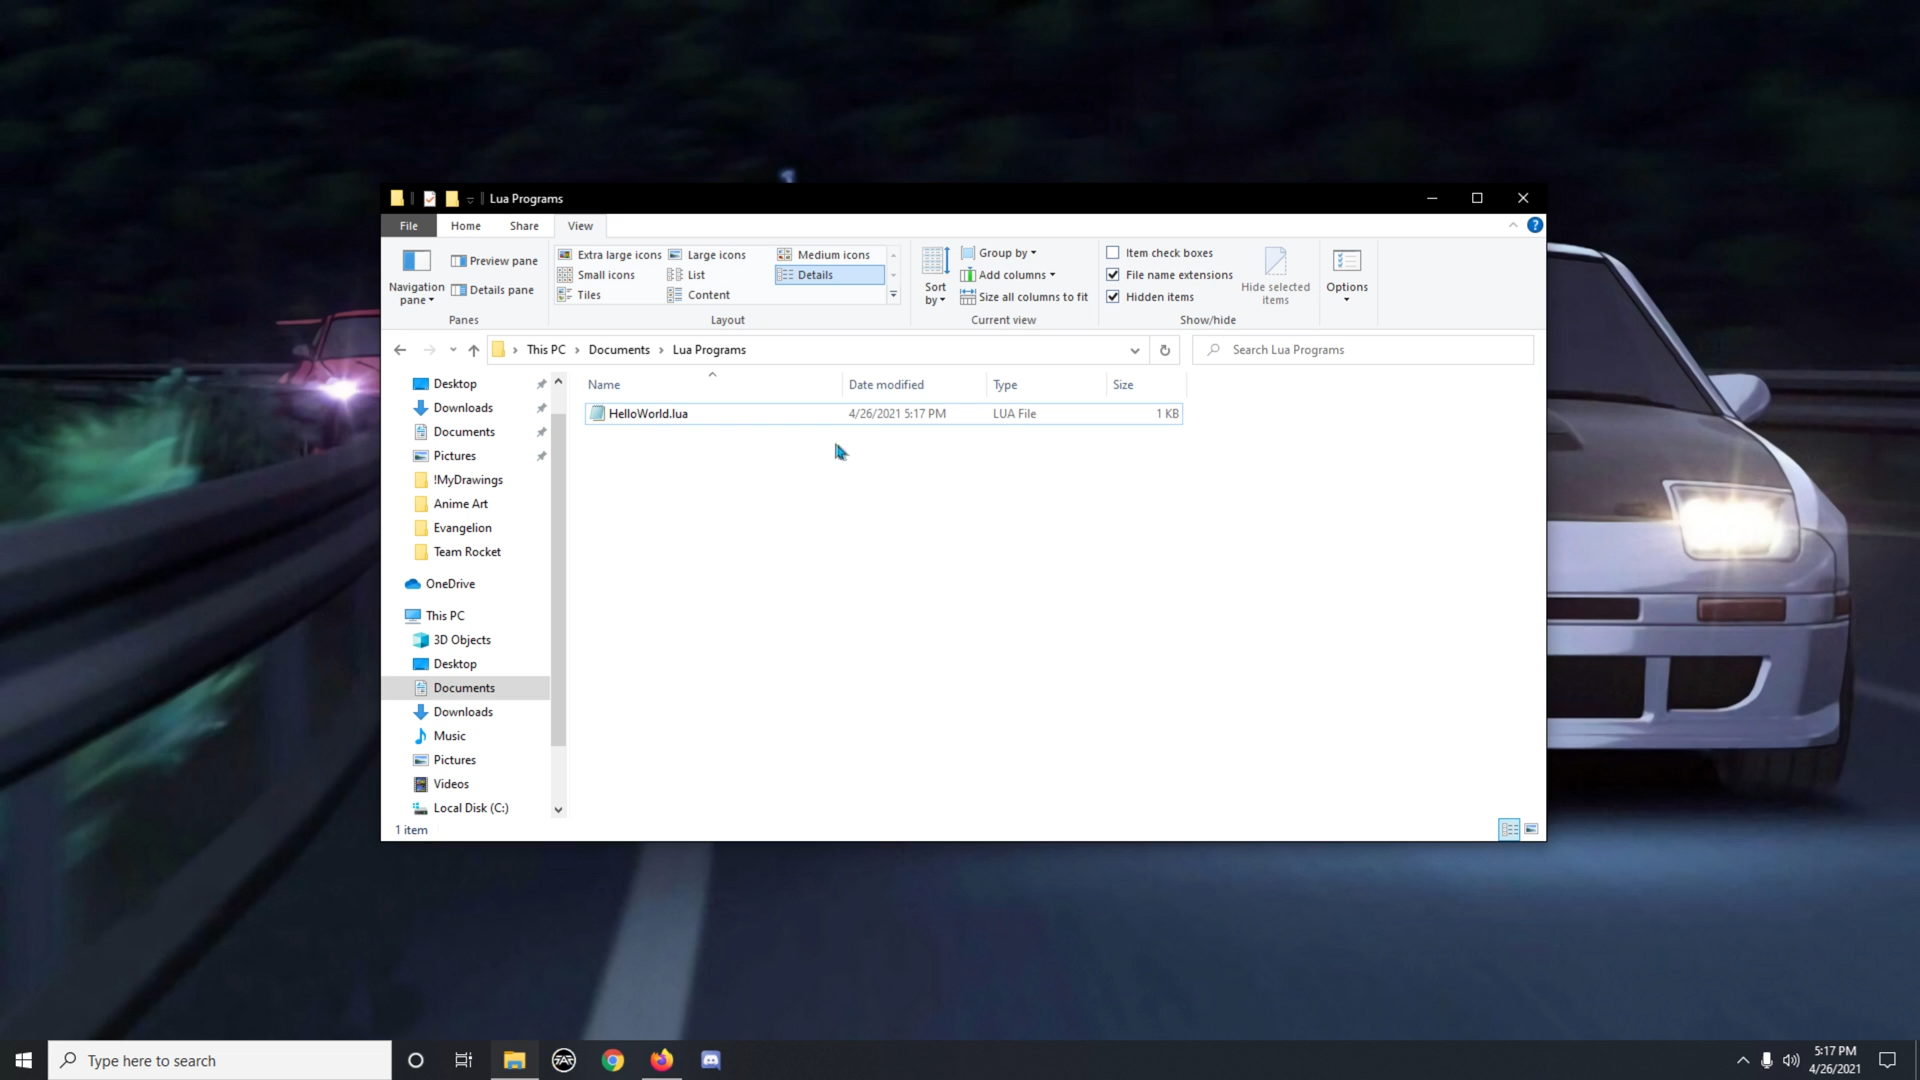 Lua Programs
File Home Share View
Navigation pane
Preview pane
Details pane
Panes
Extra large icons Large icons Medium icons
Small icons List Details
Tiles Content
Layout
Sort by
Group by
Add columns
Size all columns to fit
Current view
Item check boxes
File name extensions
Hidden items
Hide selected items
Show/hide
Options
This PC › Documents › Lua Programs
Search Lua Programs
Desktop
Downloads
Documents
Pictures
!MyDrawings
Anime Art
Evangelion
Team Rocket
OneDrive
This PC
3D Objects
Desktop
Documents
Downloads
Music
Pictures
Videos
Local Disk (C:)
Name Date modified Type Size
HelloWorld.lua 4/26/2021 5:17 PM LUA File 1 KB
1 item
Type here to search
5:17 PM
4/26/2021